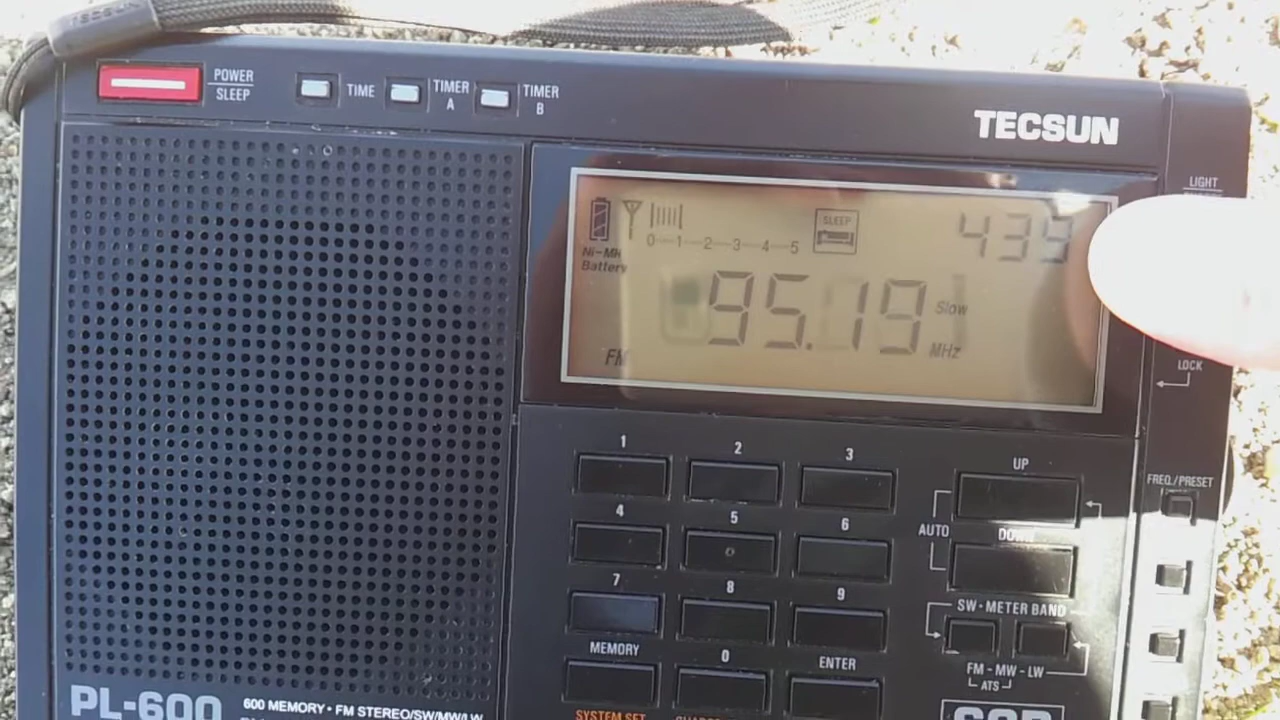 TECSUN
POWER
SLEEP
TIME
TIMER
A
TIMER
B
TECSUN
LIGHT
SLEEP
0 1 2 3 4 5
Ni-MH
Battery
95.19
Slow
FM
MHz
LOCK
1
2
3
UP
FREQ./PRESET
4
5
6
AUTO
DOWN
7
8
9
SW - METER BAND
MEMORY
0
ENTER
FM - MW - LW
ATS
PL-600
600 MEMORY • FM STEREO/SW/MW/LW
SYSTEM SET